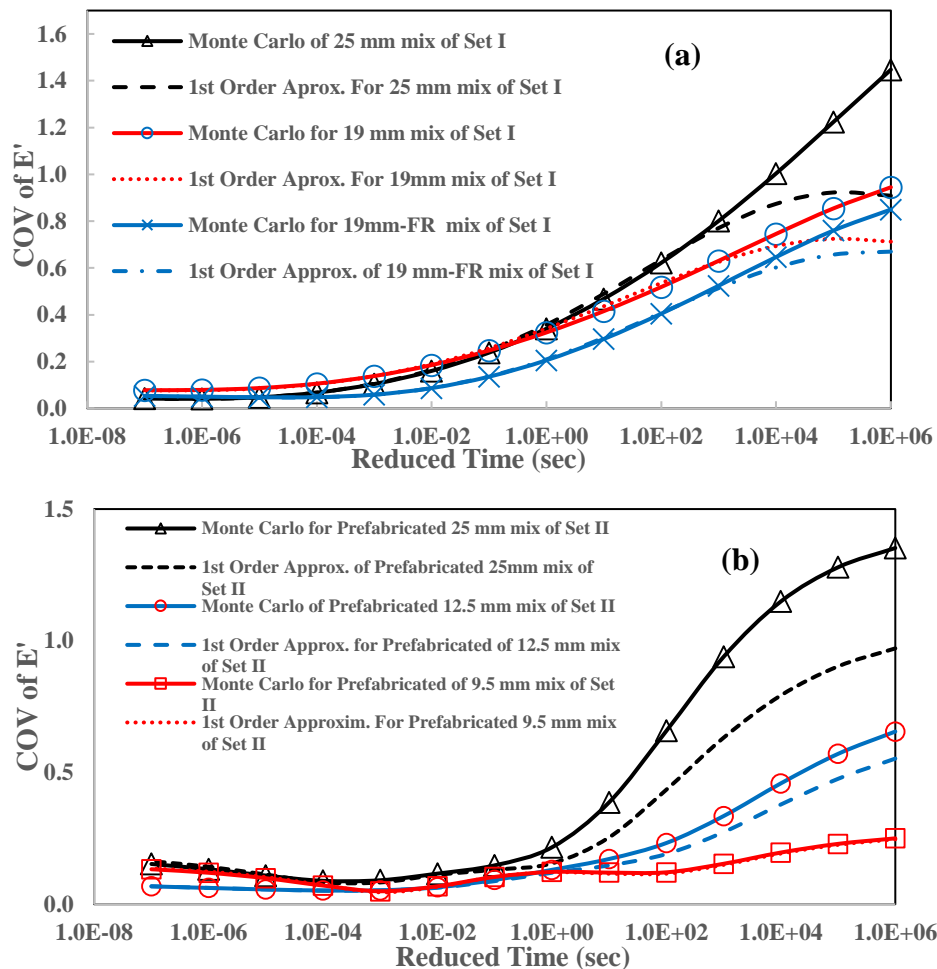 1.6
1.4
1.2
1.0
0.8
0.6
0.4
0.2
0.0
COV of E'
Monte Carlo of 25 mm mix of Set I
1st Order Aprox. For 25 mm mix of Set I
Monte Carlo for 19 mm mix of Set I
1st Order Aprox. For 19mm mix of Set I
Monte Carlo for 19mm-FR mix of Set I
1st Order Approx. of 19 mm-FR mix of Set I
(a)
1.0E-08 1.0E-06 1.0E-04 1.0E-02 1.0E+00 1.0E+02 1.0E+04 1.0E+06
Reduced Time (sec)
1.5
1.0
0.5
0.0
COV of E'
Monte Carlo for Prefabricated 25 mm mix of Set II
1st Order Approx. of Prefabricated 25mm mix of
Set II
Monte Carlo of Prefabricated 12.5 mm mix of Set II
1st Order Approx. for Prefabricated of 12.5 mm mix
of Set II
Monte Carlo for Prefabricated of 9.5 mm mix of Set
II
1st Order Approxim. For Prefabricated 9.5 mm mix
of Set II
(b)
1.0E-08 1.0E-06 1.0E-04 1.0E-02 1.0E+00 1.0E+02 1.0E+04 1.0E+06
Reduced Time (sec)